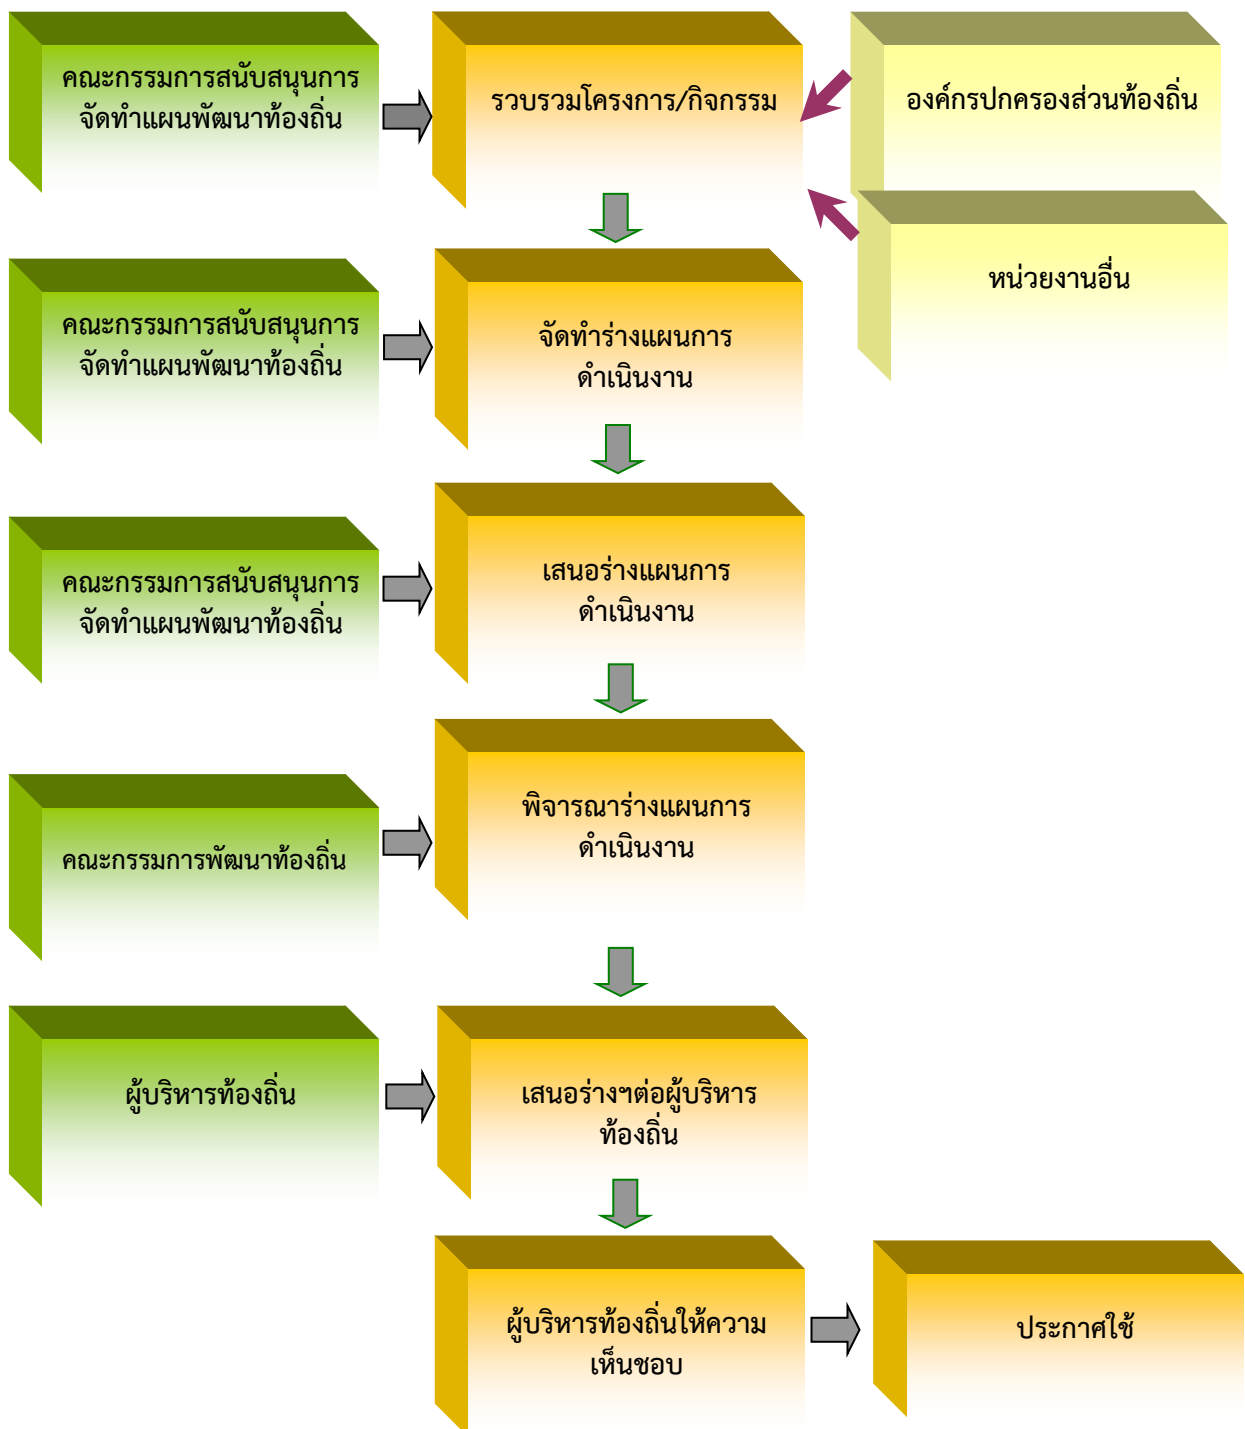 คณะกรรมการสนับสนุนการ
จัดทำแผนพัฒนาท้องถิ่น
รวบรวมโครงการ/กิจกรรม
องค์กรปกครองส่วนท้องถิ่น
หน่วยงานอื่น
คณะกรรมการสนับสนุนการ
จัดทำแผนพัฒนาท้องถิ่น
จัดทำร่างแผนการ
ดำเนินงาน
คณะกรรมการสนับสนุนการ
จัดทำแผนพัฒนาท้องถิ่น
เสนอร่างแผนการ
ดำเนินงาน
คณะกรรมการพัฒนาท้องถิ่น
พิจารณาร่างแผนการ
ดำเนินงาน
ผู้บริหารท้องถิ่น
เสนอร่างฯต่อผู้บริหาร
ท้องถิ่น
ผู้บริหารท้องถิ่นให้ความ
เห็นชอบ
ประกาศใช้